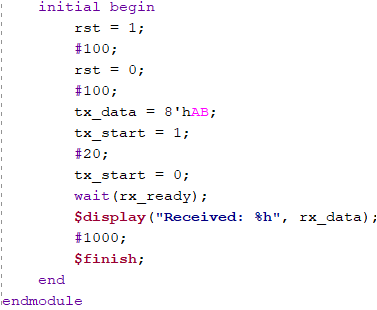 initial begin
rst = 1;
#100;
rst = 0;
#100;
tx_data = 8'hAB;
tx_start = 1;
#20;
tx_start = 0;
wait(rx_ready);
$display("Received: %h", rx_data);
#1000;
$finish;
end
endmodule